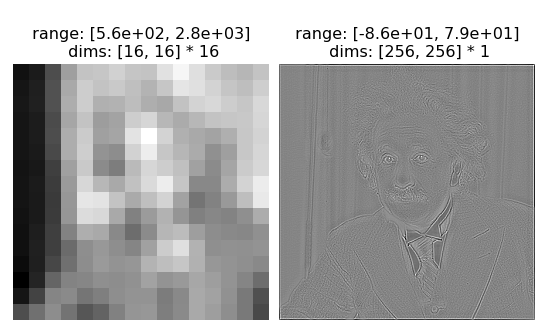 range: [5.6e+02, 2.8e+03]
dims: [16, 16] * 16
range: [-8.6e+01, 7.9e+01]
dims: [256, 256] * 1